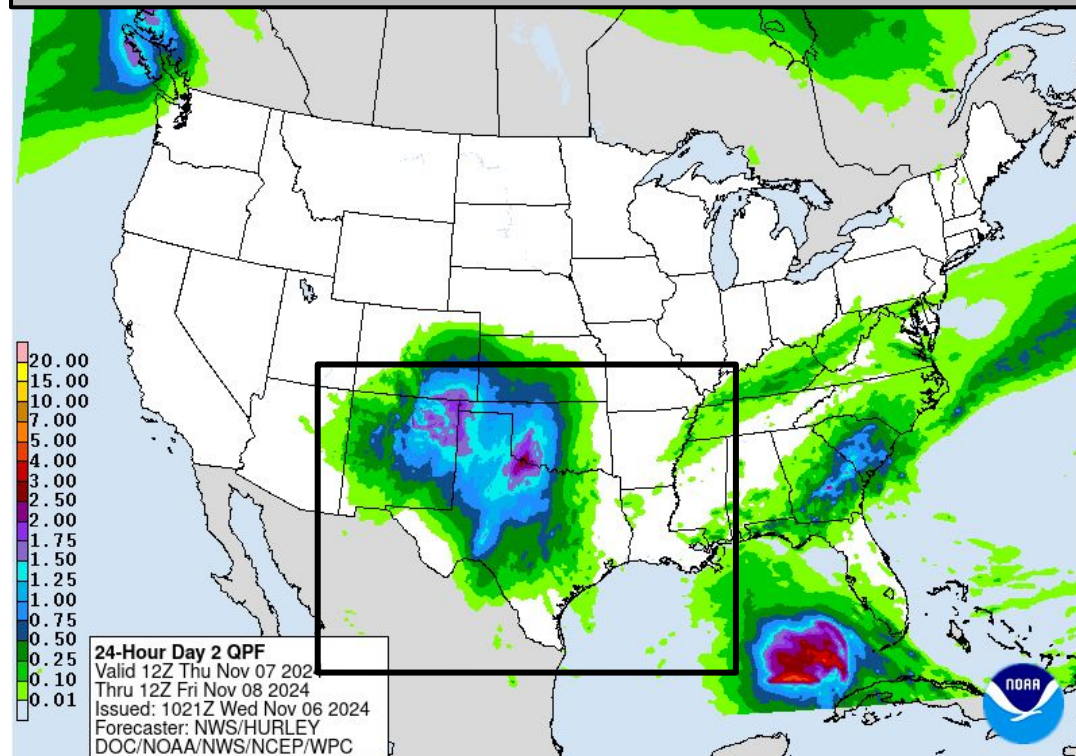 20.00
15.00
10.00
7.00
5.00
4.00
3.00
2.50
2.00
1.75
1.50
1.25
1.00
0.75
0.50
0.25
0.10
0.01
24-Hour Day 2 QPF
Valid 12Z Thu Nov 07 2024
Thru 12Z Fri Nov 08 2024
Issued: 1021Z Wed Nov 06 2024
Forecaster: NWS/HURLEY
DOC/NOAA/NWS/NCEP/WPC
NOAA